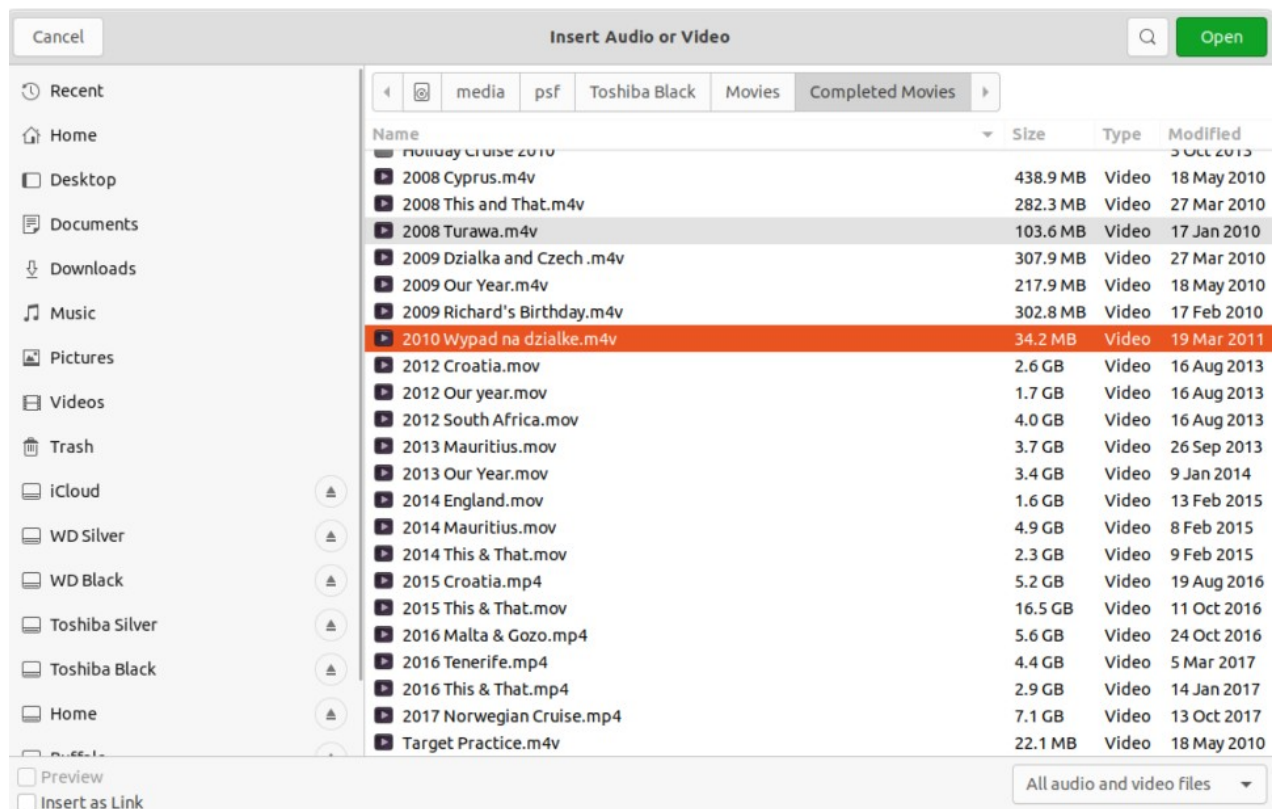 Cancel Insert Audio or Video Open
Recent
Home
Desktop
Documents
Downloads
Music
Pictures
Videos
Trash
iCloud
WD Silver
WD Black
Toshiba Silver
Toshiba Black
Home
media psf Toshiba Black Movies Completed Movies
Name Size Type Modified
Holiday Cruise 2010 3 Oct 2013
2008 Cyprus.m4v 438.9 MB Video 18 May 2010
2008 This and That.m4v 282.3 MB Video 27 Mar 2010
2008 Turawa.m4v 103.6 MB Video 17 Jan 2010
2009 Dzialka and Czech .m4v 307.9 MB Video 27 Mar 2010
2009 Our Year.m4v 217.9 MB Video 18 May 2010
2009 Richard's Birthday.m4v 302.8 MB Video 17 Feb 2010
2010 Wypad na dzialke.m4v 34.2 MB Video 19 Mar 2011
2012 Croatia.mov 2.6 GB Video 16 Aug 2013
2012 Our year.mov 1.7 GB Video 16 Aug 2013
2012 South Africa.mov 4.0 GB Video 16 Aug 2013
2013 Mauritius.mov 3.7 GB Video 26 Sep 2013
2013 Our Year.mov 3.4 GB Video 9 Jan 2014
2014 England.mov 1.6 GB Video 13 Feb 2015
2014 Mauritius.mov 4.9 GB Video 8 Feb 2015
2014 This & That.mov 2.3 GB Video 9 Feb 2015
2015 Croatia.mp4 5.2 GB Video 19 Aug 2016
2015 This & That.mov 16.5 GB Video 11 Oct 2016
2016 Malta & Gozo.mp4 5.6 GB Video 24 Oct 2016
2016 Tenerife.mp4 4.4 GB Video 5 Mar 2017
2016 This & That.mp4 2.9 GB Video 14 Jan 2017
2017 Norwegian Cruise.mp4 7.1 GB Video 13 Oct 2017
Target Practice.m4v 22.1 MB Video 18 May 2010
Preview
Insert as Link
All audio and video files